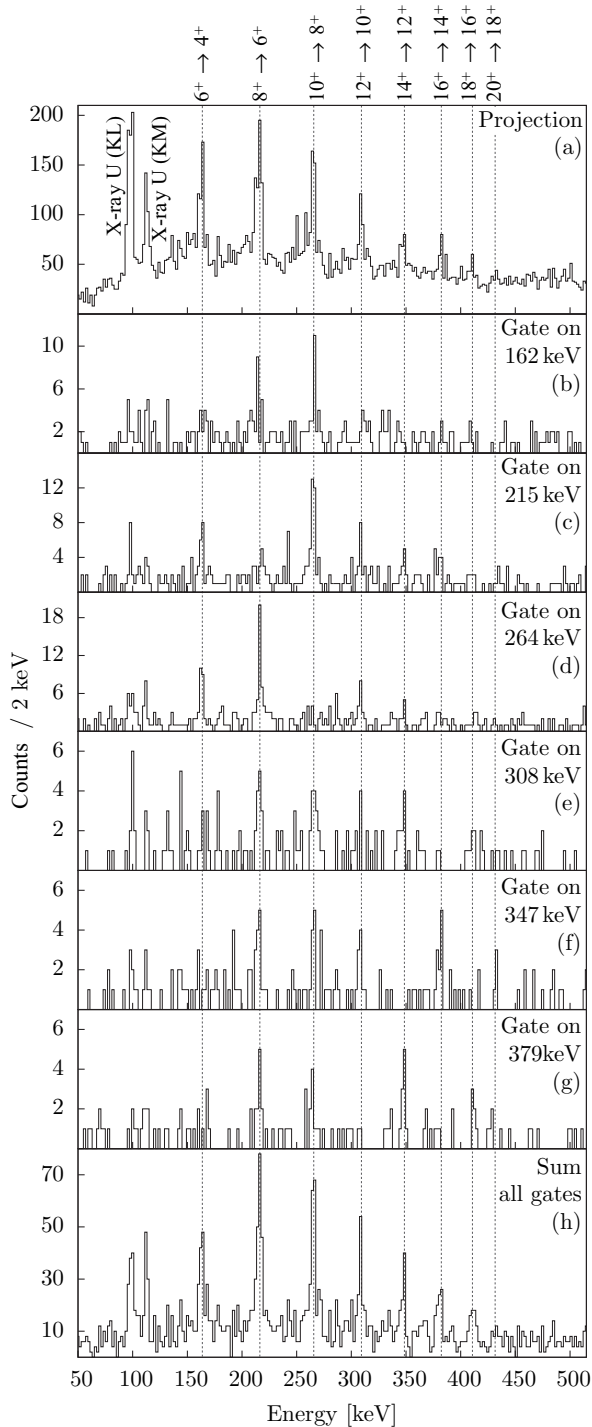 6⁺ → 4⁺
8⁺ → 6⁺
10⁺ → 8⁺
12⁺ → 10⁺
14⁺ → 12⁺
16⁺ → 14⁺
18⁺ → 16⁺
20⁺ → 18⁺
200
150
100
50
X-ray U (KL)
X-ray U (KM)
Projection
(a)
10
6
2
Gate on
162 keV
(b)
12
8
4
Gate on
215 keV
(c)
18
12
6
Gate on
264 keV
(d)
6
4
2
Gate on
308 keV
(e)
6
4
2
Gate on
347 keV
(f)
6
4
2
Gate on
379keV
(g)
70
50
30
10
Sum
all gates
(h)
Counts / 2 keV
50 100 150 200 250 300 350 400 450 500
Energy [keV]